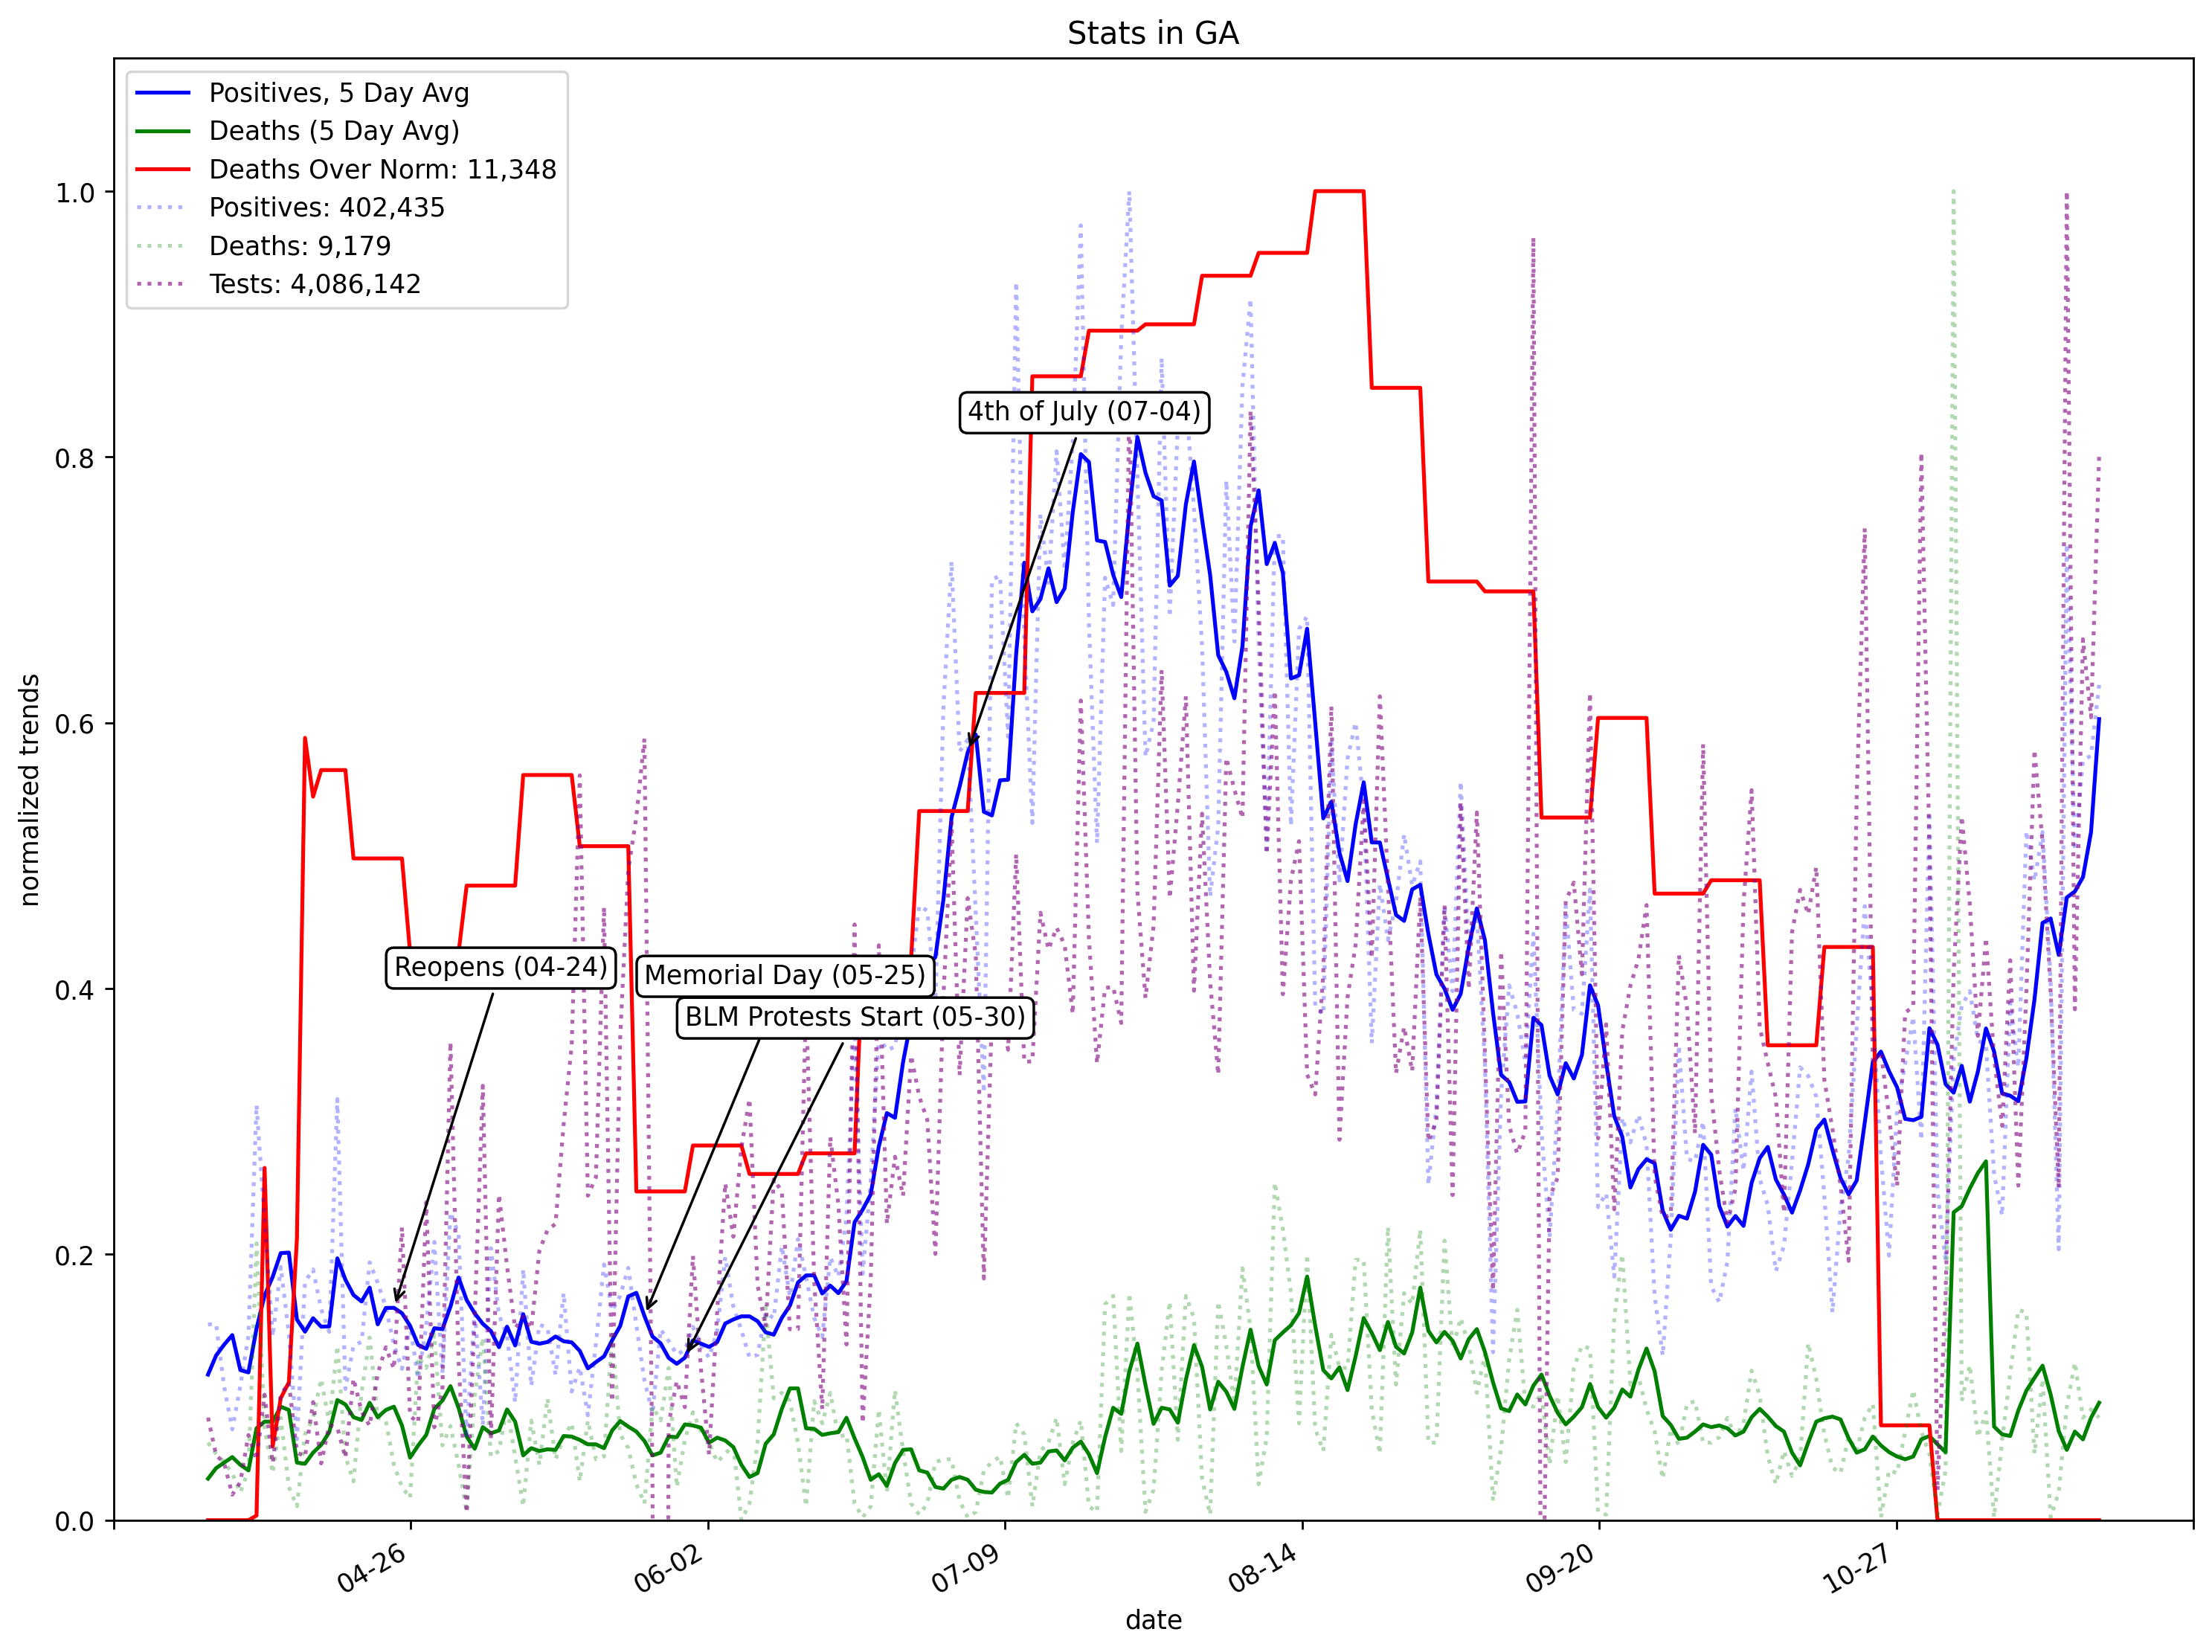 Stats in GA
Positives, 5 Day Avg
Deaths (5 Day Avg)
Deaths Over Norm: 11,348
Positives: 402,435
Deaths: 9,179
Tests: 4,086,142
1.0
0.8
0.6
0.4
0.2
0.0
normalized trends
4th of July (07-04)
Reopens (04-24)
Memorial Day (05-25)
BLM Protests Start (05-30)
04-26
06-02
07-09
08-14
09-20
10-27
date